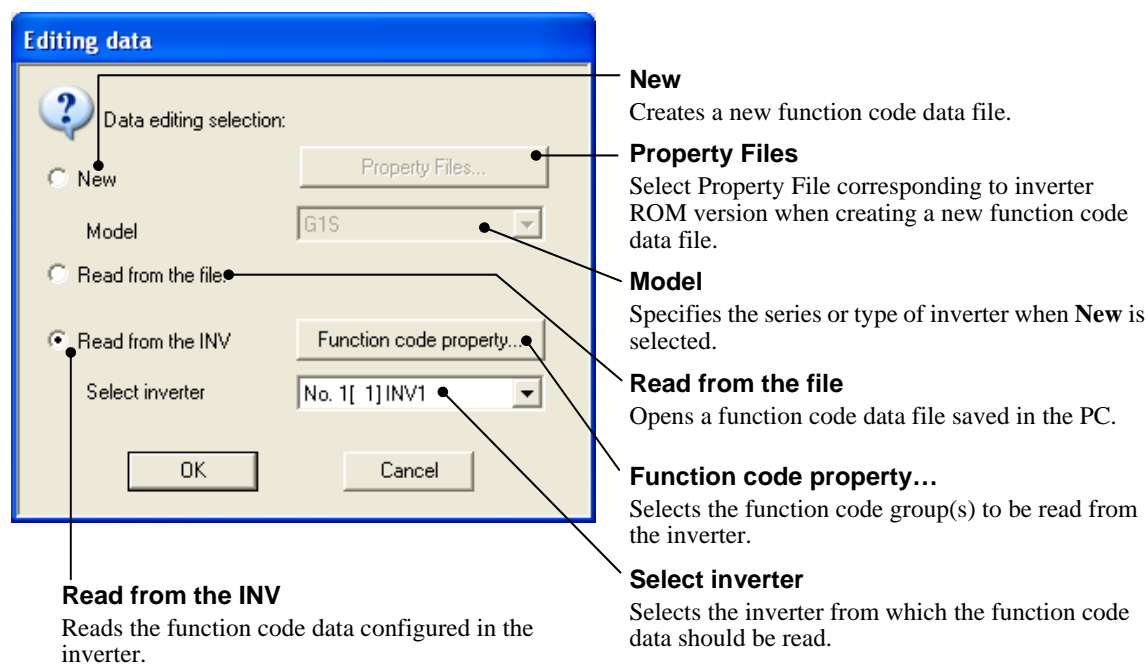 Editing data
Data editing selection:
New
Property Files...
Model
G1S
Read from the file.
Read from the INV
Function code property...
Select inverter
No. 1[ 1] INV1
OK
Cancel
New
Creates a new function code data file.
Property Files
Select Property File corresponding to inverter
ROM version when creating a new function code
data file.
Model
Specifies the series or type of inverter when New is
selected.
Read from the file
Opens a function code data file saved in the PC.
Function code property…
Selects the function code group(s) to be read from
the inverter.
Select inverter
Selects the inverter from which the function code
data should be read.
Read from the INV
Reads the function code data configured in the
inverter.